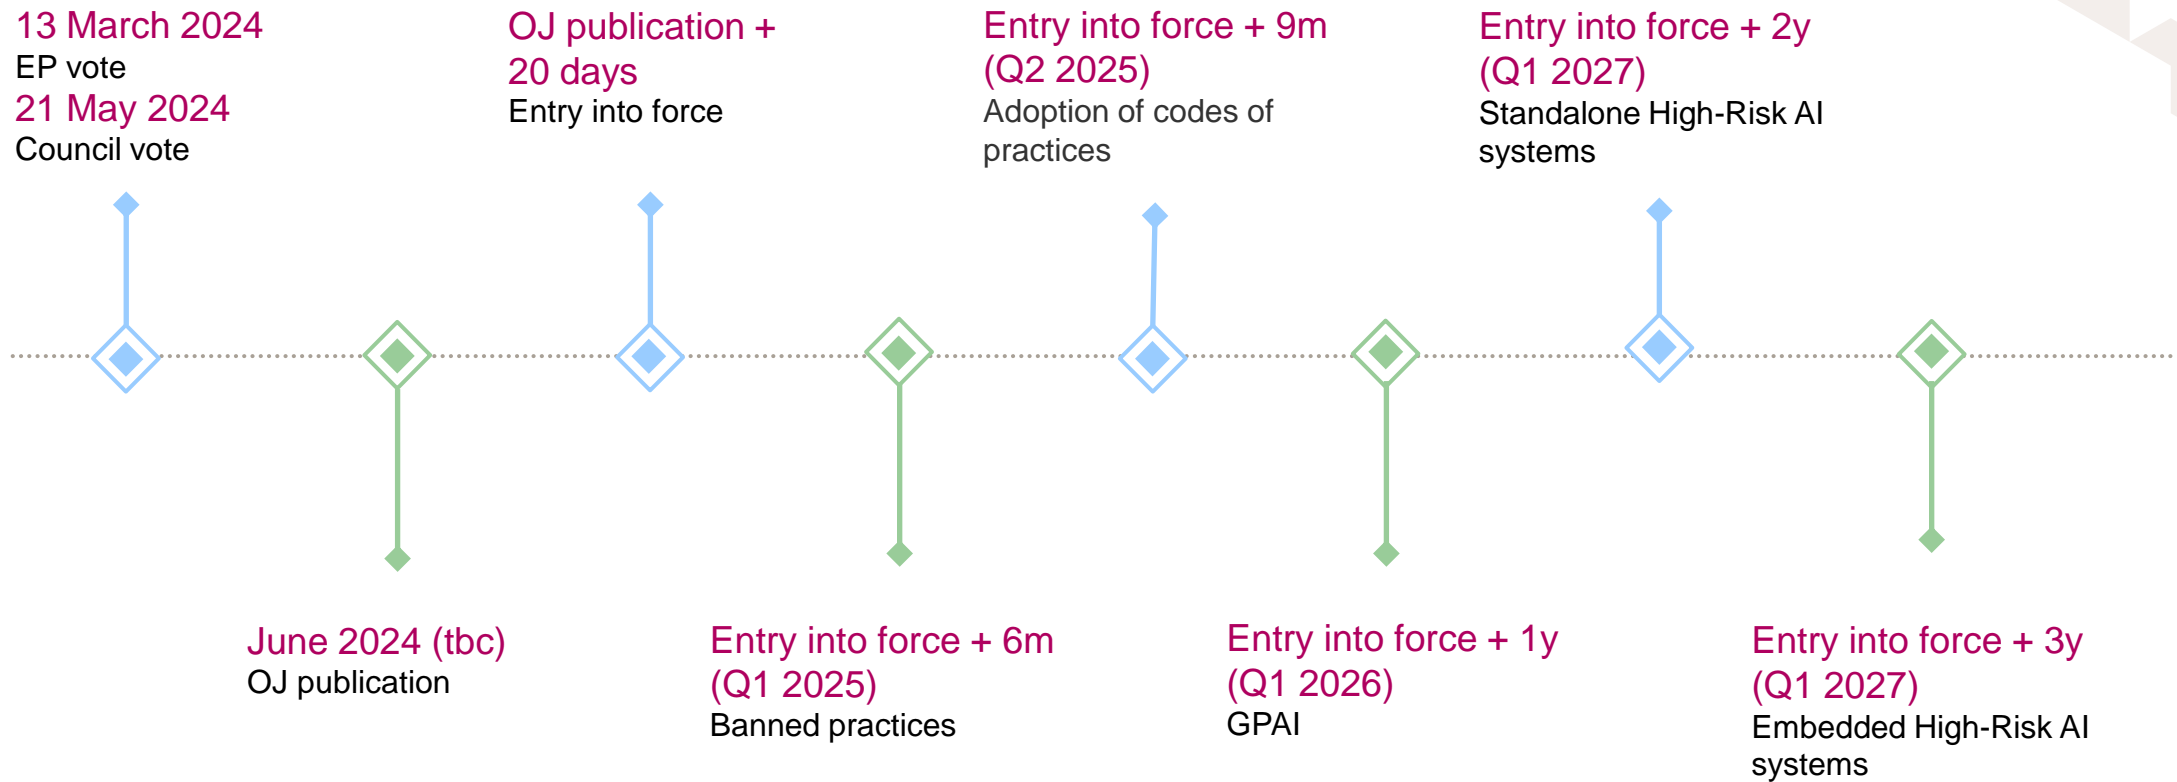 13 March 2024
EP vote
21 May 2024
Council vote
OJ publication +
20 days
Entry into force
Entry into force + 9m
(Q2 2025)
Adoption of codes of
practices
Entry into force + 2y
(Q1 2027)
Standalone High-Risk AI
systems
June 2024 (tbc)
OJ publication
Entry into force + 6m
(Q1 2025)
Banned practices
Entry into force + 1y
(Q1 2026)
GPAI
Entry into force + 3y
(Q1 2027)
Embedded High-Risk AI
systems